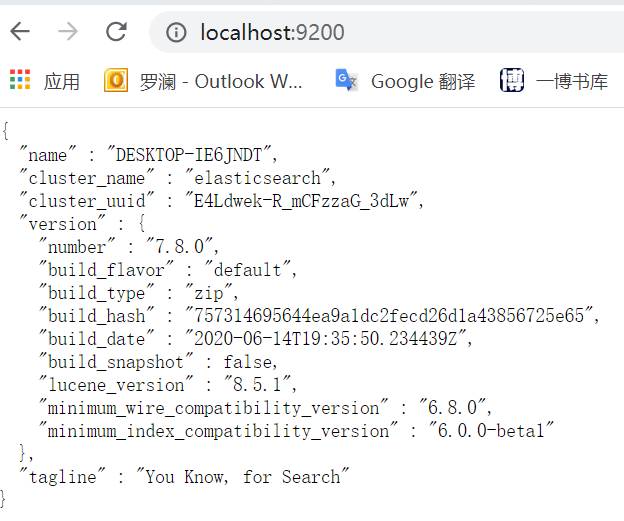 localhost:9200
应用 罗澜 - Outlook W... Google 翻译 一博书库
{
"name" : "DESKTOP-IE6JNDT",
"cluster_name" : "elasticsearch",
"cluster_uuid" : "E4Ldwek-R_mCFzzaG_3dLw",
"version" : {
"number" : "7.8.0",
"build_flavor" : "default",
"build_type" : "zip",
"build_hash" : "757314695644ea9a1dc2fecd26d1a43856725e65",
"build_date" : "2020-06-14T19:35:50.234439Z",
"build_snapshot" : false,
"lucene_version" : "8.5.1",
"minimum_wire_compatibility_version" : "6.8.0",
"minimum_index_compatibility_version" : "6.0.0-beta1"
},
"tagline" : "You Know, for Search"
}